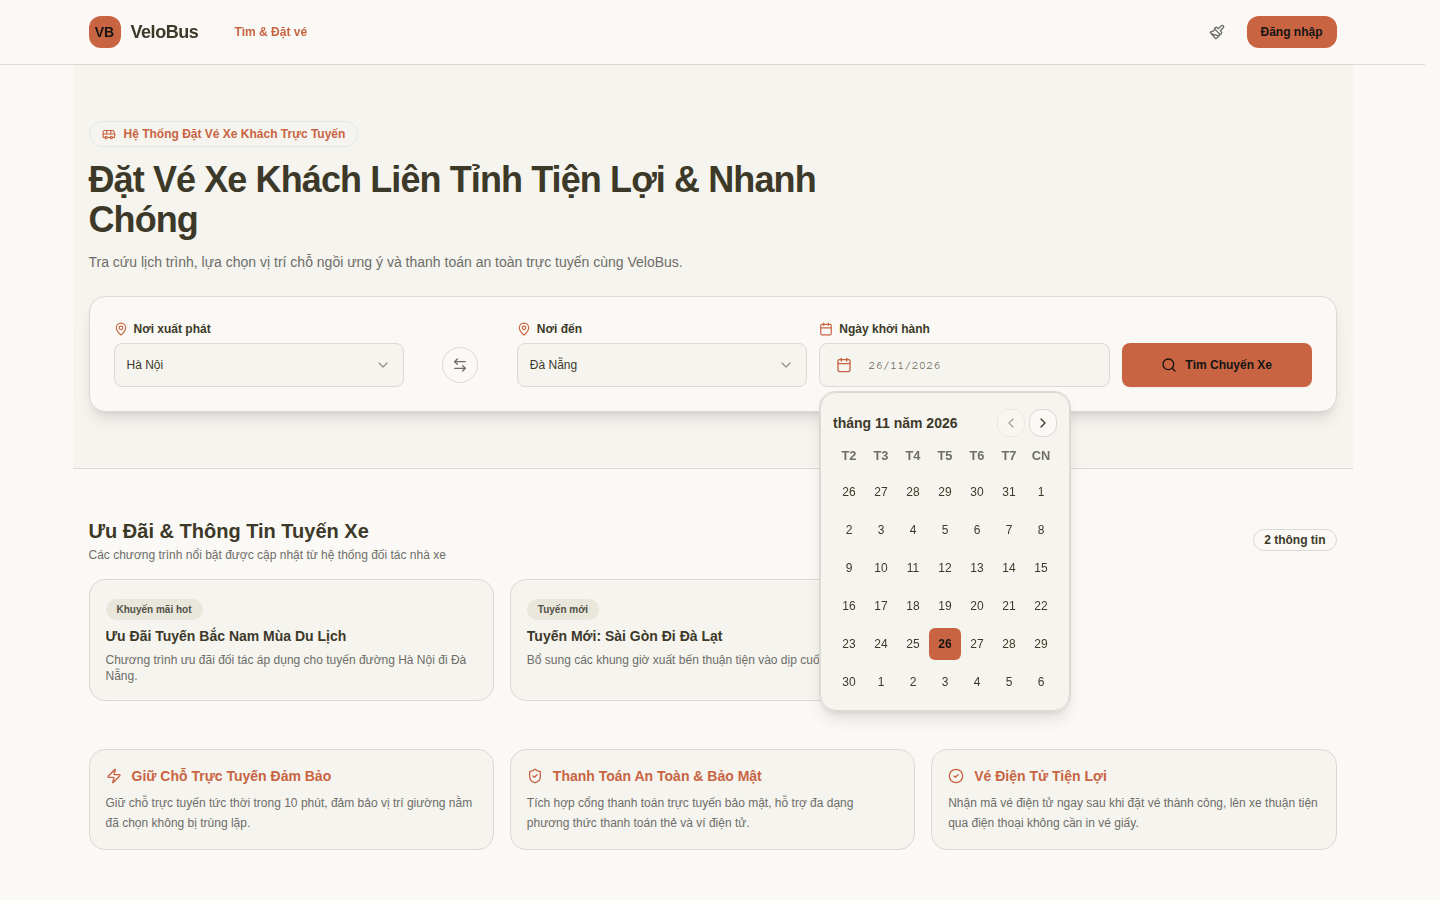 VB VeloBus Tìm & Đặt vé Đăng nhập
Hệ Thống Đặt Vé Xe Khách Trực Tuyến
Đặt Vé Xe Khách Liên Tỉnh Tiện Lợi & Nhanh
Chóng
Tra cứu lịch trình, lựa chọn vị trí chỗ ngồi ưng ý và thanh toán an toàn trực tuyến cùng VeloBus.
Nơi xuất phát
Hà Nội
Nơi đến
Đà Nẵng
Ngày khởi hành
26/11/2026
Tìm Chuyến Xe
tháng 11 năm 2026
T2 T3 T4 T5 T6 T7 CN
26 27 28 29 30 31 1
2 3 4 5 6 7 8
9 10 11 12 13 14 15
16 17 18 19 20 21 22
23 24 25 26 27 28 29
30 1 2 3 4 5 6
Ưu Đãi & Thông Tin Tuyến Xe
Các chương trình nổi bật được cập nhật từ hệ thống đối tác nhà xe
2 thông tin
Khuyến mãi hot
Ưu Đãi Tuyến Bắc Nam Mùa Du Lịch
Chương trình ưu đãi đối tác áp dụng cho tuyến đường Hà Nội đi Đà
Nẵng.
Tuyến mới
Tuyến Mới: Sài Gòn Đi Đà Lạt
Bổ sung các khung giờ xuất bến thuận tiện vào dịp cuố
Giữ Chỗ Trực Tuyến Đảm Bảo
Giữ chỗ trực tuyến tức thời trong 10 phút, đảm bảo vị trí giường nằm
đã chọn không bị trùng lặp.
Thanh Toán An Toàn & Bảo Mật
Tích hợp cổng thanh toán trực tuyến bảo mật, hỗ trợ đa dạng
phương thức thanh toán thẻ và ví điện tử.
Vé Điện Tử Tiện Lợi
Nhận mã vé điện tử ngay sau khi đặt vé thành công, lên xe thuận tiện
qua điện thoại không cần in vé giấy.